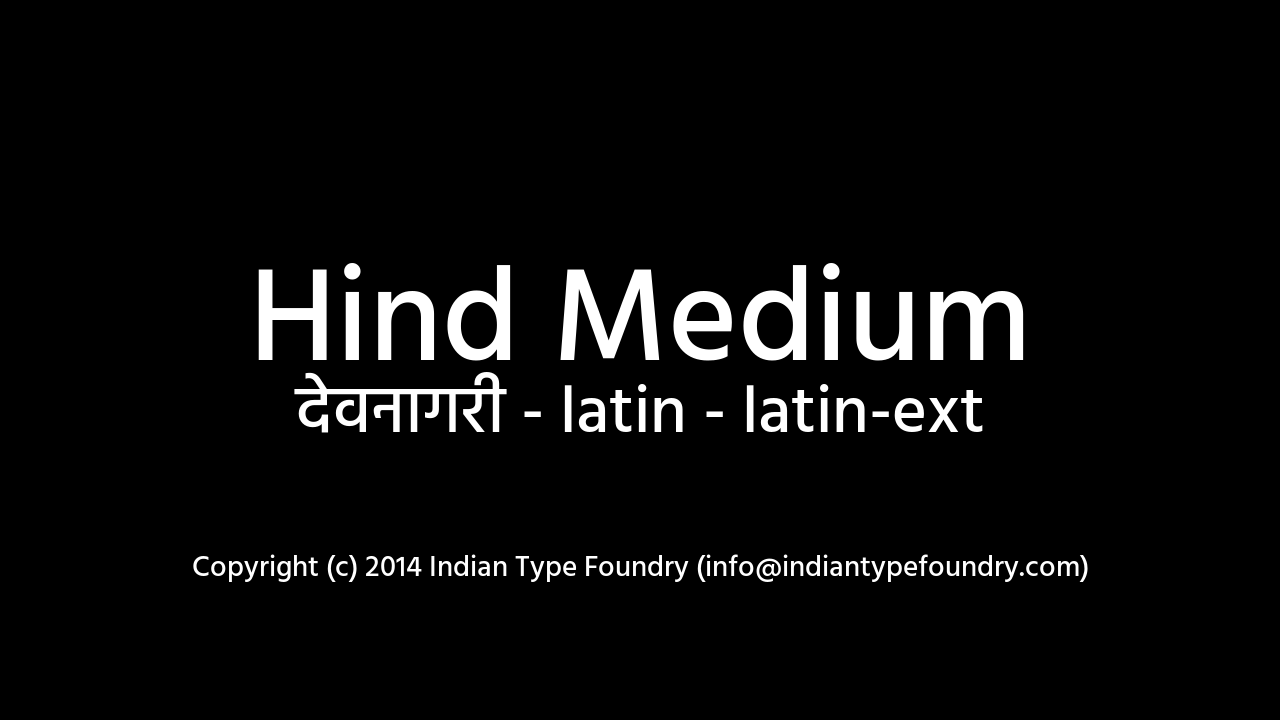 Hind Medium
देवनागरी - latin - latin-ext
Copyright (c) 2014 Indian Type Foundry (info@indiantypefoundry.com)